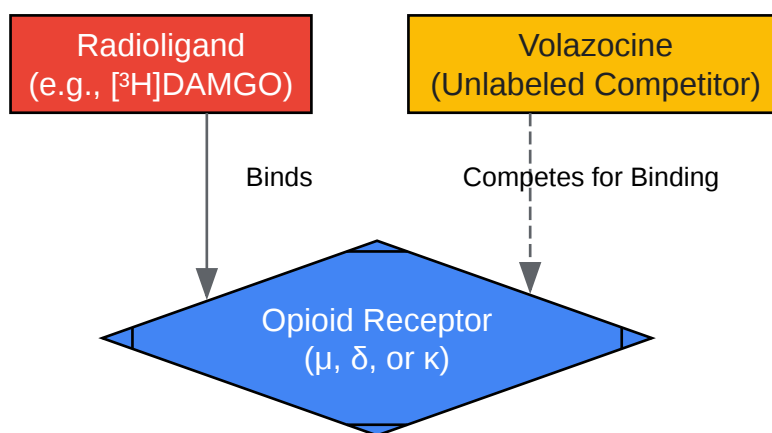 Radioligand
(e.g., [³H]DAMGO)
Volazocine
(Unlabeled Competitor)
Binds
Competes for Binding
Opioid Receptor
(μ, δ, or κ)